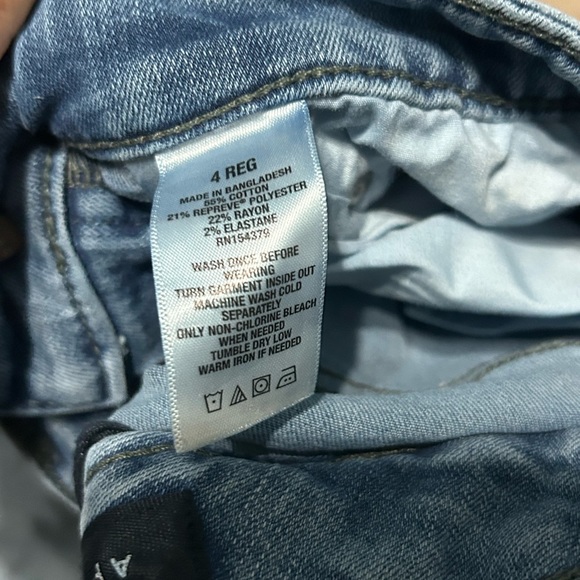 4 REG
MADE IN BANGLADESH
55% COTTON
21% REPREVE® POLYESTER
22% RAYON
2% ELASTANE
RN154379
WASH ONCE BEFORE
WEARING
TURN GARMENT INSIDE OUT
MACHINE WASH COLD
SEPARATELY
ONLY NON-CHLORINE BLEACH
WHEN NEEDED
TUMBLE DRY LOW
WARM IRON IF NEEDED